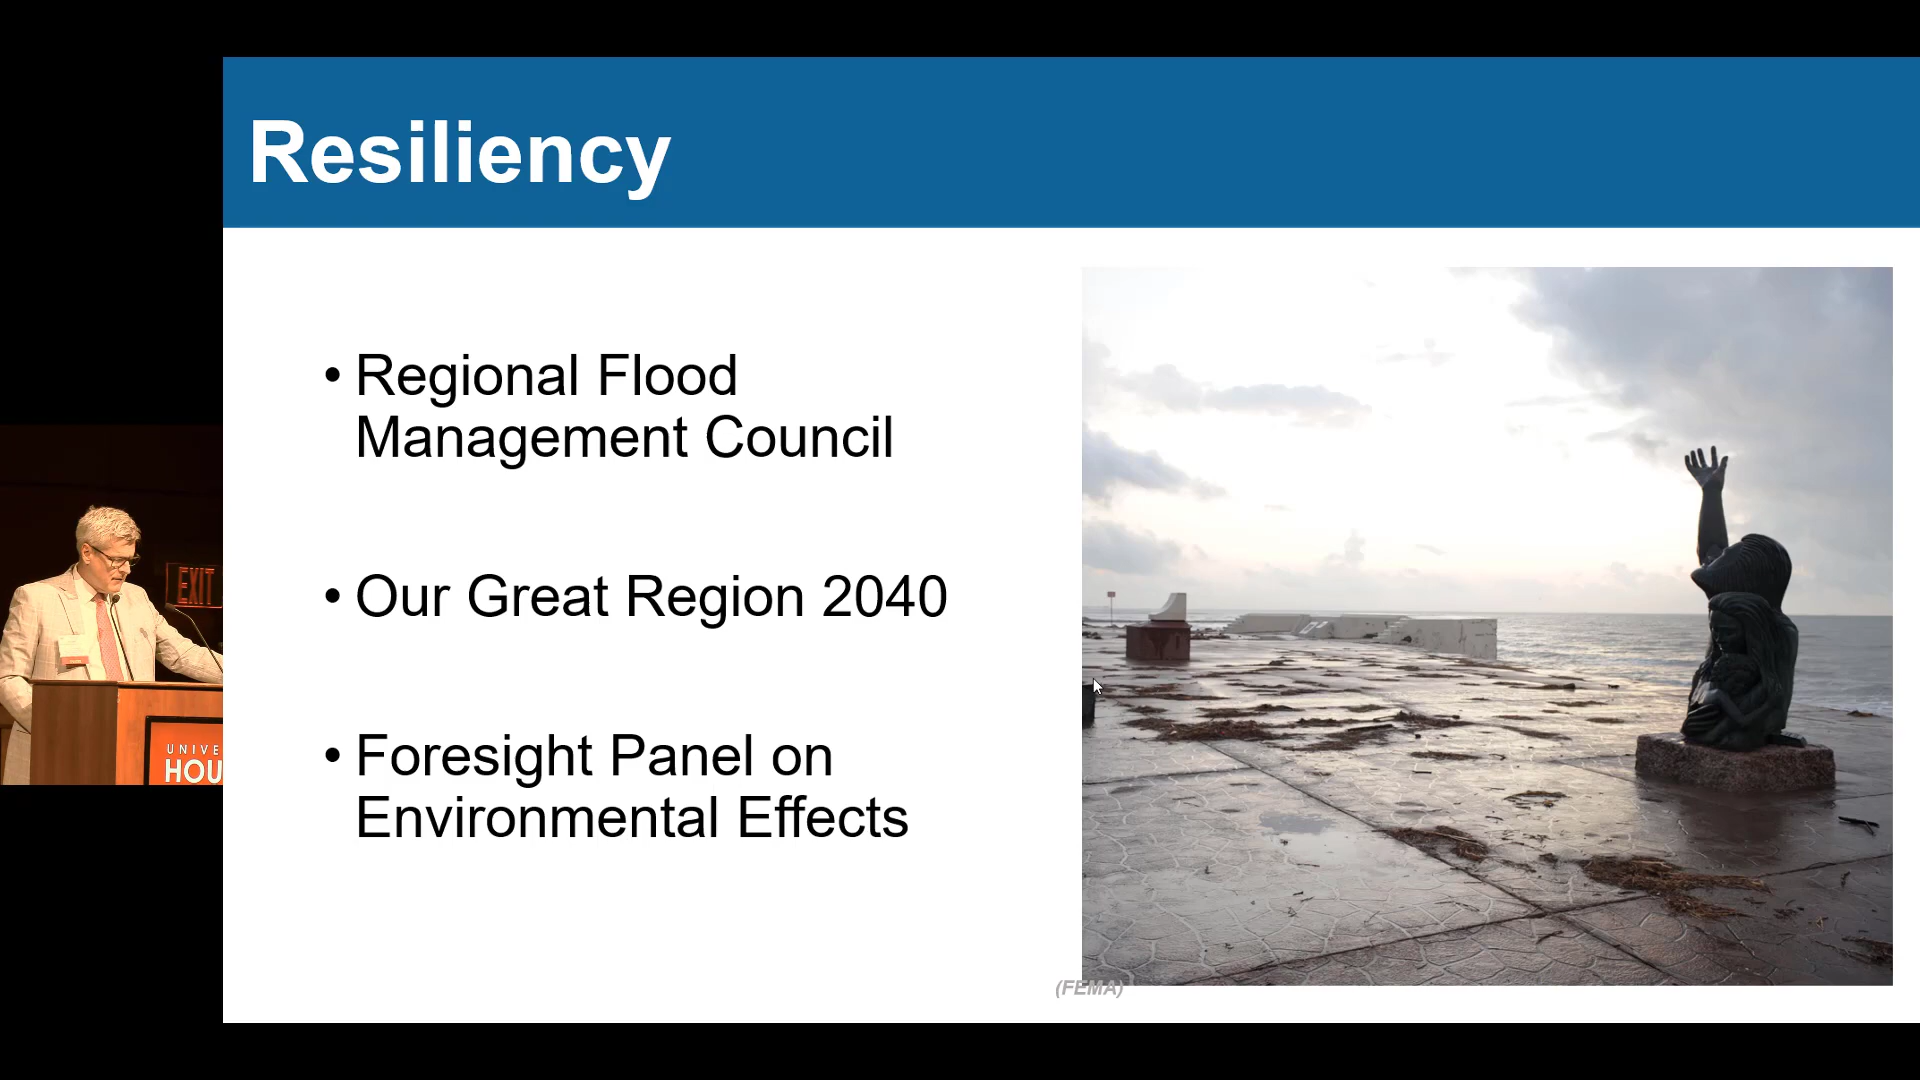 Resiliency
• Regional Flood
Management Council
• Our Great Region 2040
• Foresight Panel on
Environmental Effects
(FEMA)
EXIT
UNIVE
HOU